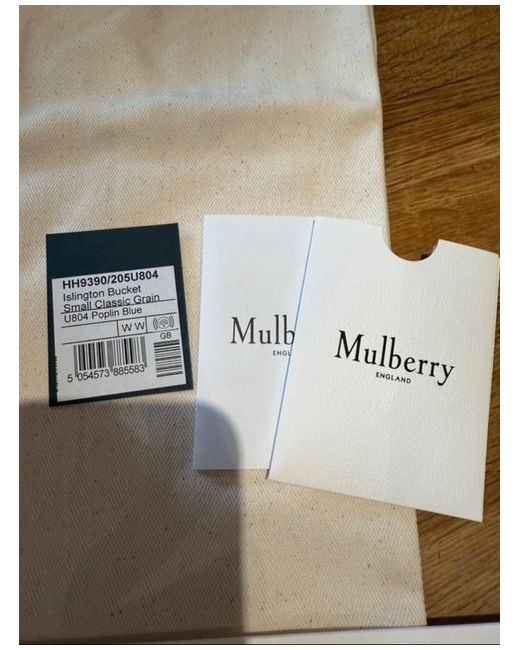 HH9390/205U804
Islington Bucket
Small Classic Grain
U804 Poplin Blue
W W
GB
5 054573 885583
Mulb
ENGL
Mulberry
ENGLAND